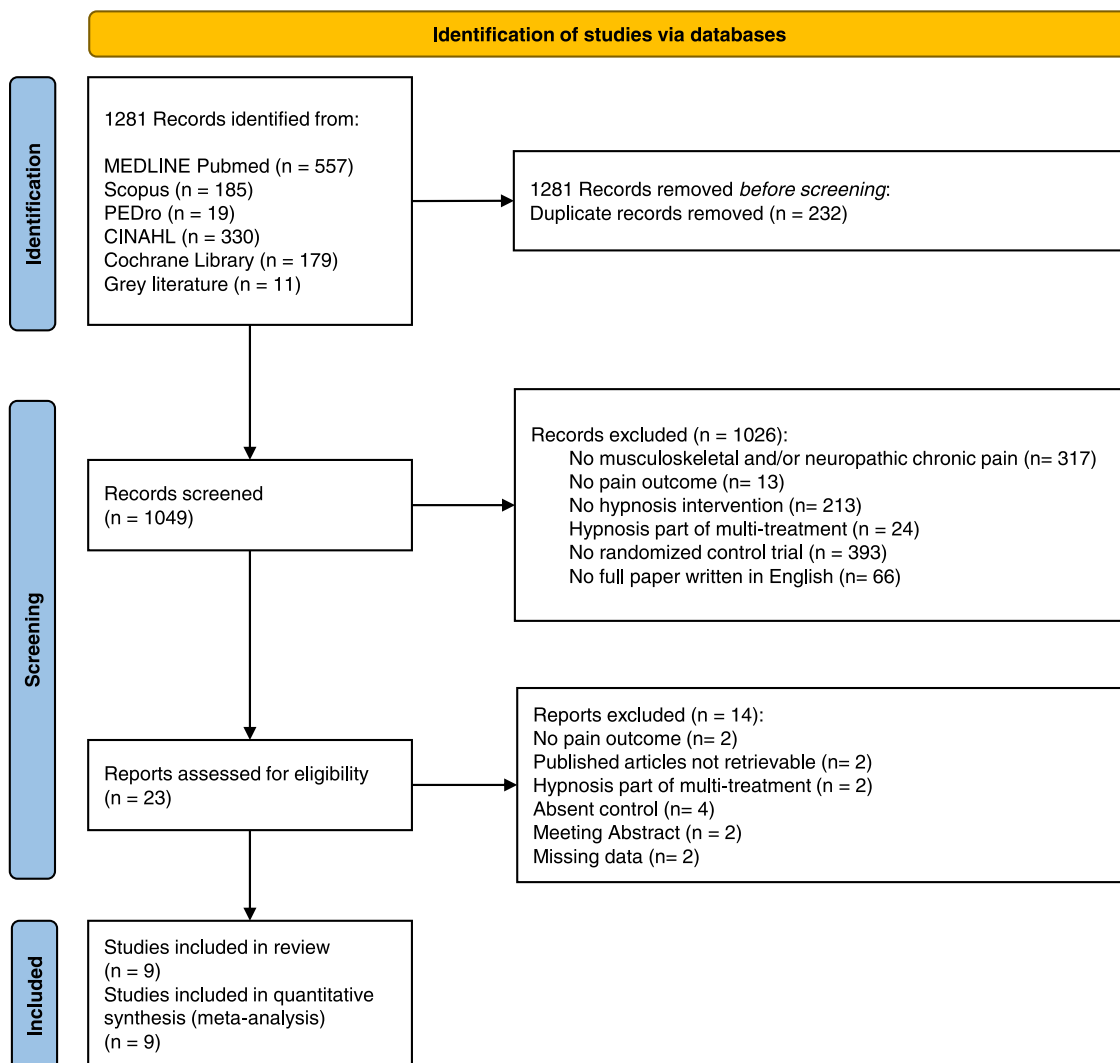 Identification of studies via databases
Identification
1281 Records identified from:
MEDLINE Pubmed (n = 557)
Scopus (n = 185)
PEDro (n = 19)
CINAHL (n = 330)
Cochrane Library (n = 179)
Grey literature (n = 11)
1281 Records removed before screening:
Duplicate records removed (n = 232)
Screening
Records screened
(n = 1049)
Records excluded (n = 1026):
No musculoskeletal and/or neuropathic chronic pain (n= 317)
No pain outcome (n= 13)
No hypnosis intervention (n= 213)
Hypnosis part of multi-treatment (n = 24)
No randomized control trial (n = 393)
No full paper written in English (n= 66)
Reports assessed for eligibility
(n = 23)
Reports excluded (n = 14):
No pain outcome (n= 2)
Published articles not retrievable (n= 2)
Hypnosis part of multi-treatment (n = 2)
Absent control (n= 4)
Meeting Abstract (n = 2)
Missing data (n= 2)
Included
Studies included in review
(n = 9)
Studies included in quantitative
synthesis (meta-analysis)
(n = 9)